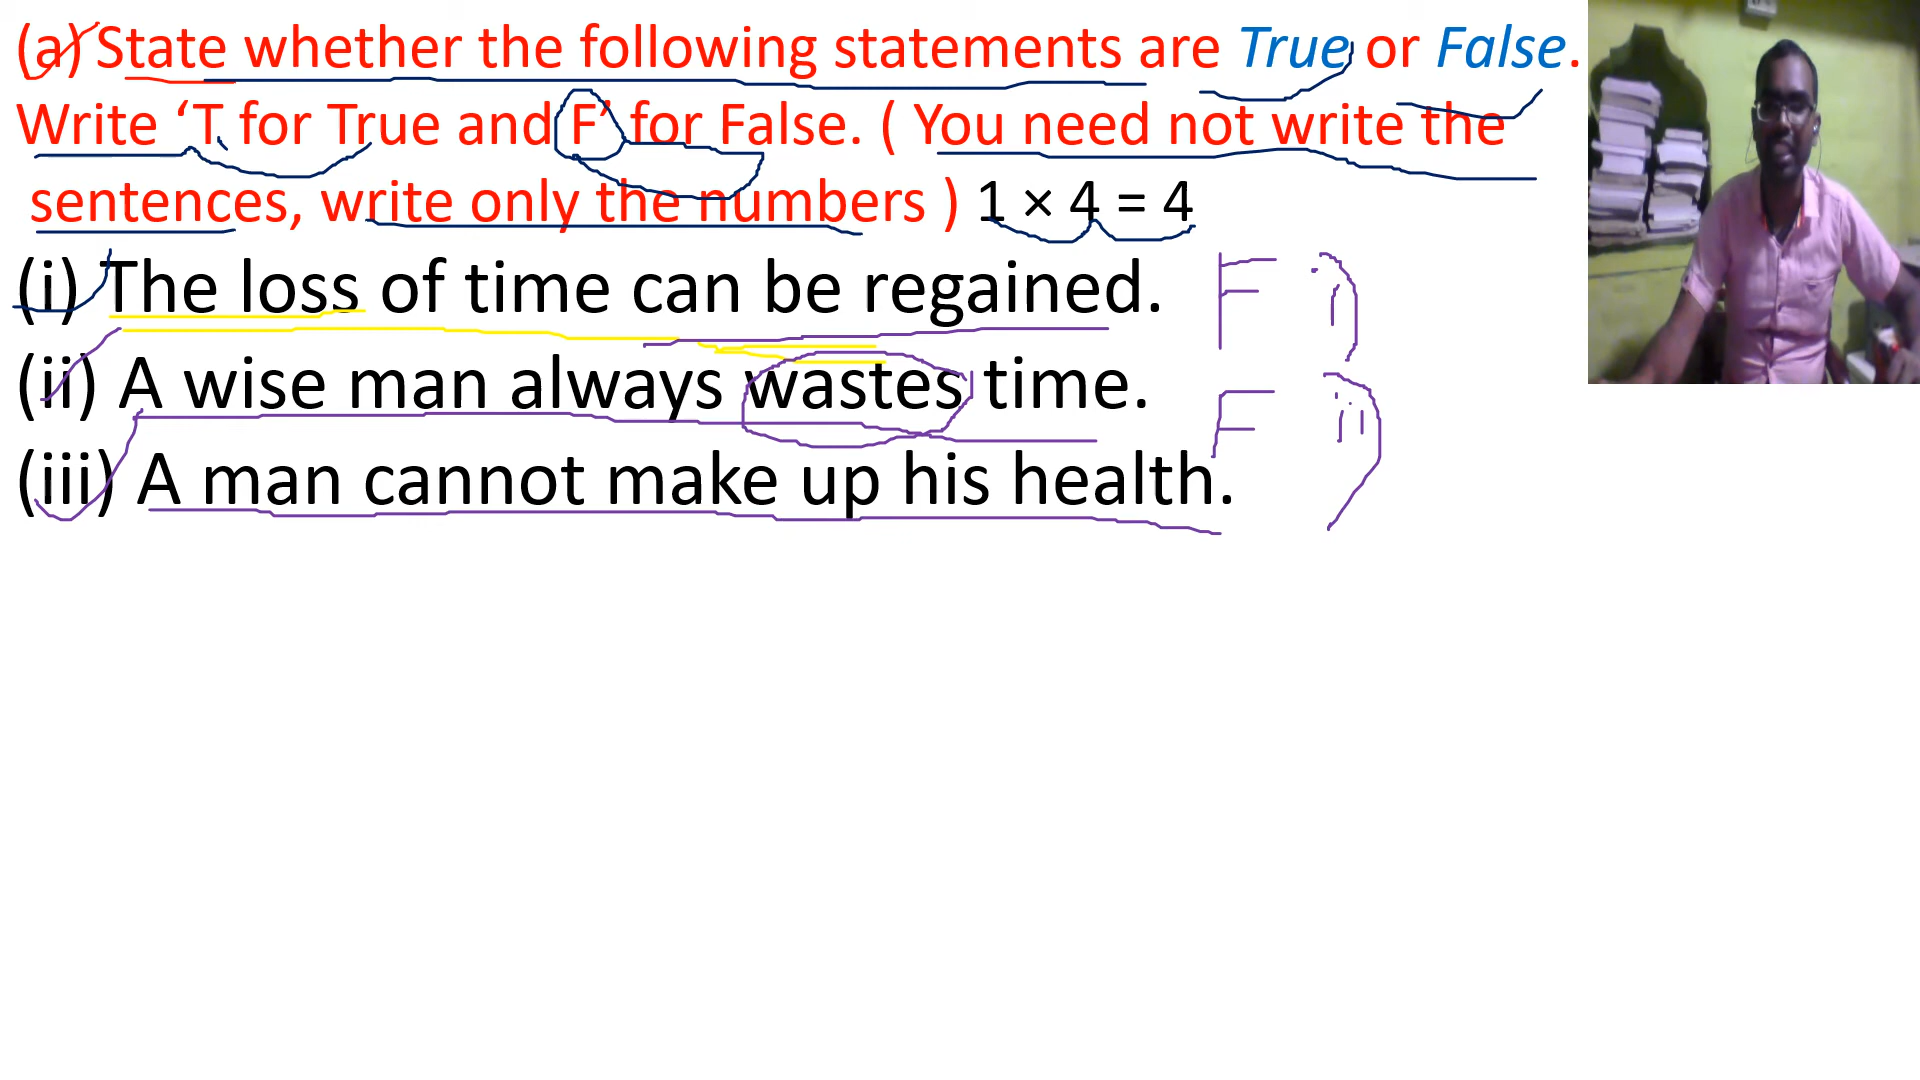 (a) State whether the following statements are True or False.
Write ‘T for True and F’ for False. ( You need not write the
sentences, write only the numbers ) 1 × 4 = 4
(i) The loss of time can be regained. F i)
(ii) A wise man always wastes time. F ii)
(iii) A man cannot make up his health.